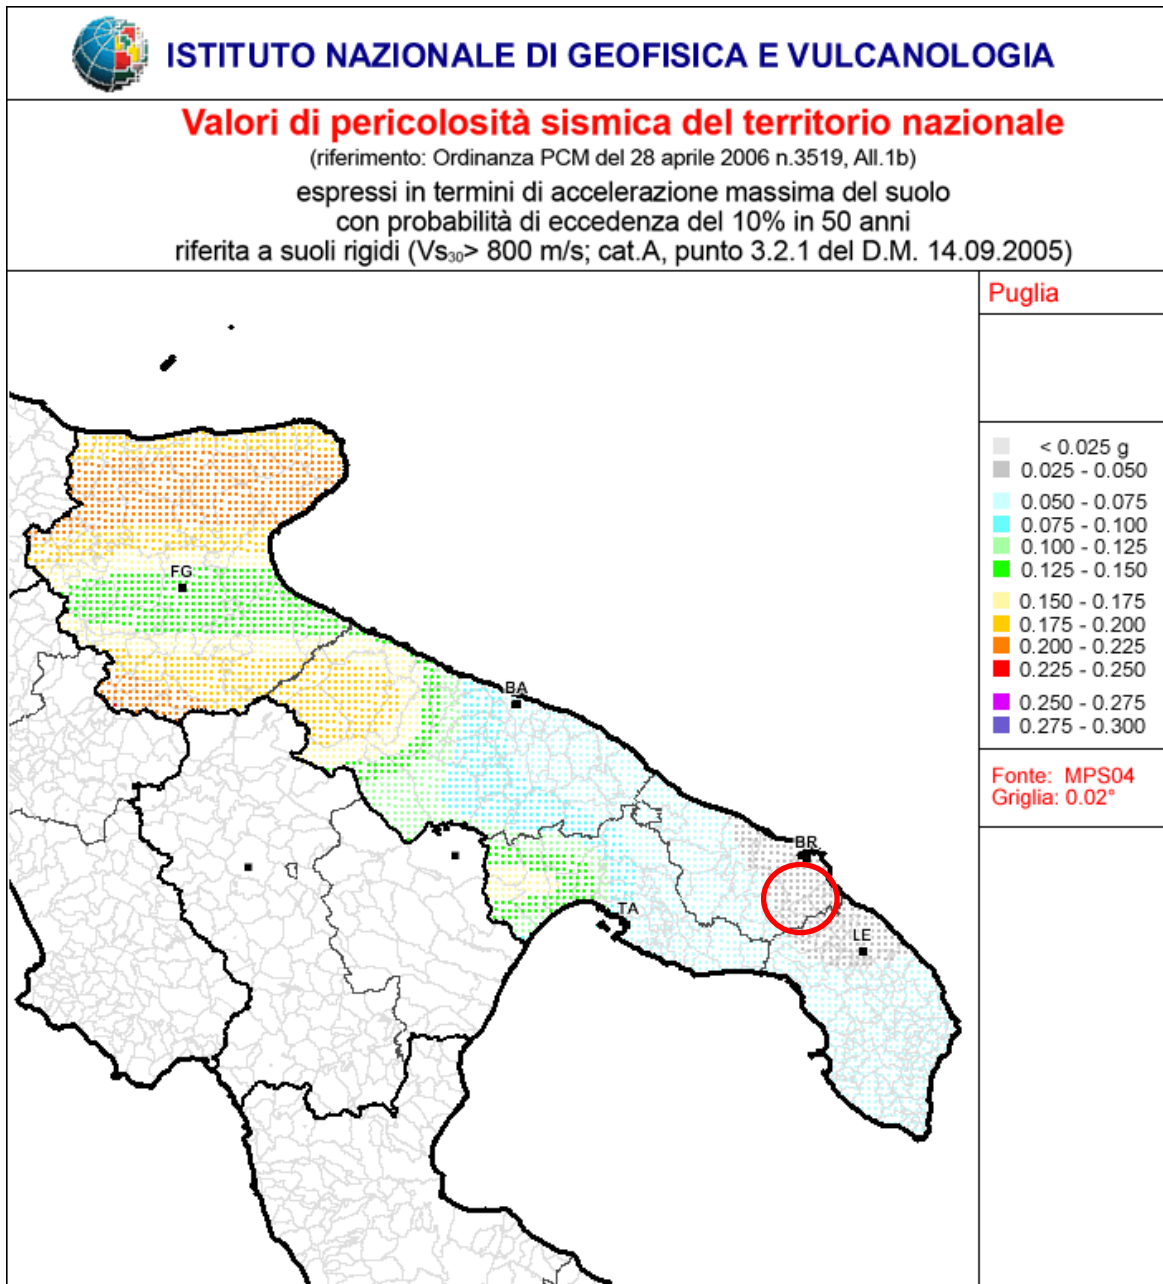 ISTITUTO NAZIONALE DI GEOFISICA E VULCANOLOGIA
Valori di pericolosità sismica del territorio nazionale
(riferimento: Ordinanza PCM del 28 aprile 2006 n.3519, All.1b)
espressi in termini di accelerazione massima del suolo
con probabilità di eccedenza del 10% in 50 anni
riferita a suoli rigidi (Vs30> 800 m/s; cat.A, punto 3.2.1 del D.M. 14.09.2005)
Puglia
< 0.025 g
0.025 - 0.050
0.050 - 0.075
0.075 - 0.100
0.100 - 0.125
0.125 - 0.150
0.150 - 0.175
0.175 - 0.200
0.200 - 0.225
0.225 - 0.250
0.250 - 0.275
0.275 - 0.300
Fonte: MPS04
Griglia: 0.02°
FG
BA
BR
TA
LE